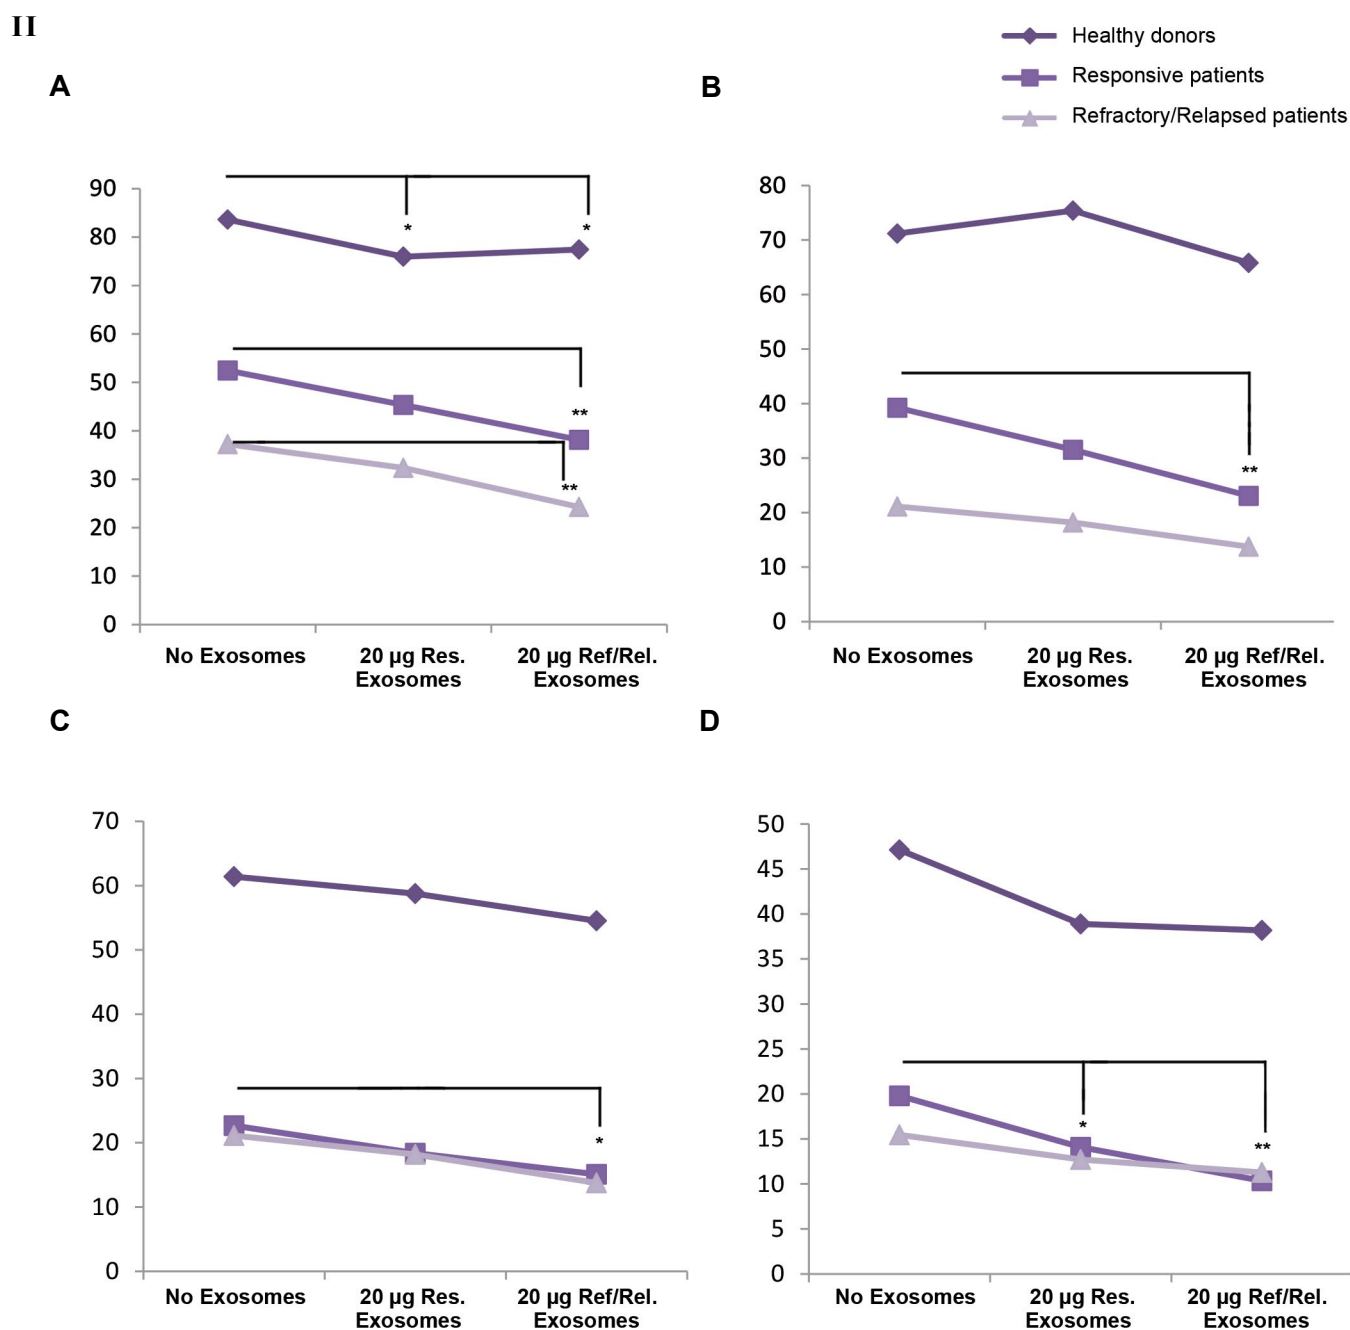 II
Healthy donors
Responsive patients
Refractory/Relapsed patients
A
90
80
70
60
50
40
30
20
10
0
*
*
**
**
No Exosomes
20 µg Res.
Exosomes
20 µg Ref/Rel.
Exosomes
B
80
70
60
50
40
30
20
10
0
**
No Exosomes
20 µg Res.
Exosomes
20 µg Ref/Rel.
Exosomes
C
70
60
50
40
30
20
10
0
*
No Exosomes
20 µg Res.
Exosomes
20 µg Ref/Rel.
Exosomes
D
50
45
40
35
30
25
20
15
10
5
0
*
**
No Exosomes
20 µg Res.
Exosomes
20 µg Ref/Rel.
Exosomes